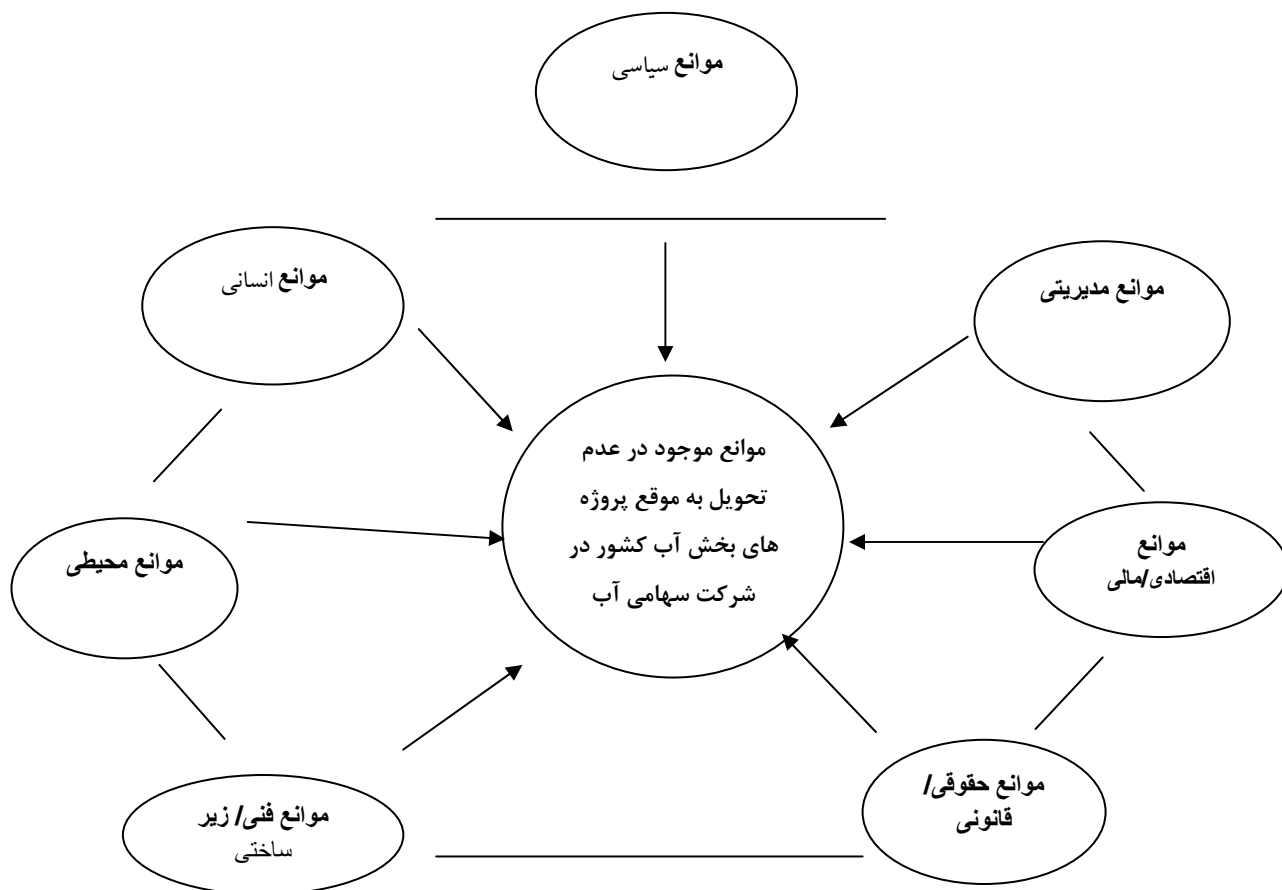 موانع سیاسی
موانع انسانی
موانع مدیریتی
موانع موجود در عدم
تحویل به موقع پروژه
های بخش آب کشور در
شرکت سهامی آب
موانع
اقتصادی/مالی
موانع محیطی
موانع حقوقی/
قانونی
موانع فنی/ زیر
ساختی